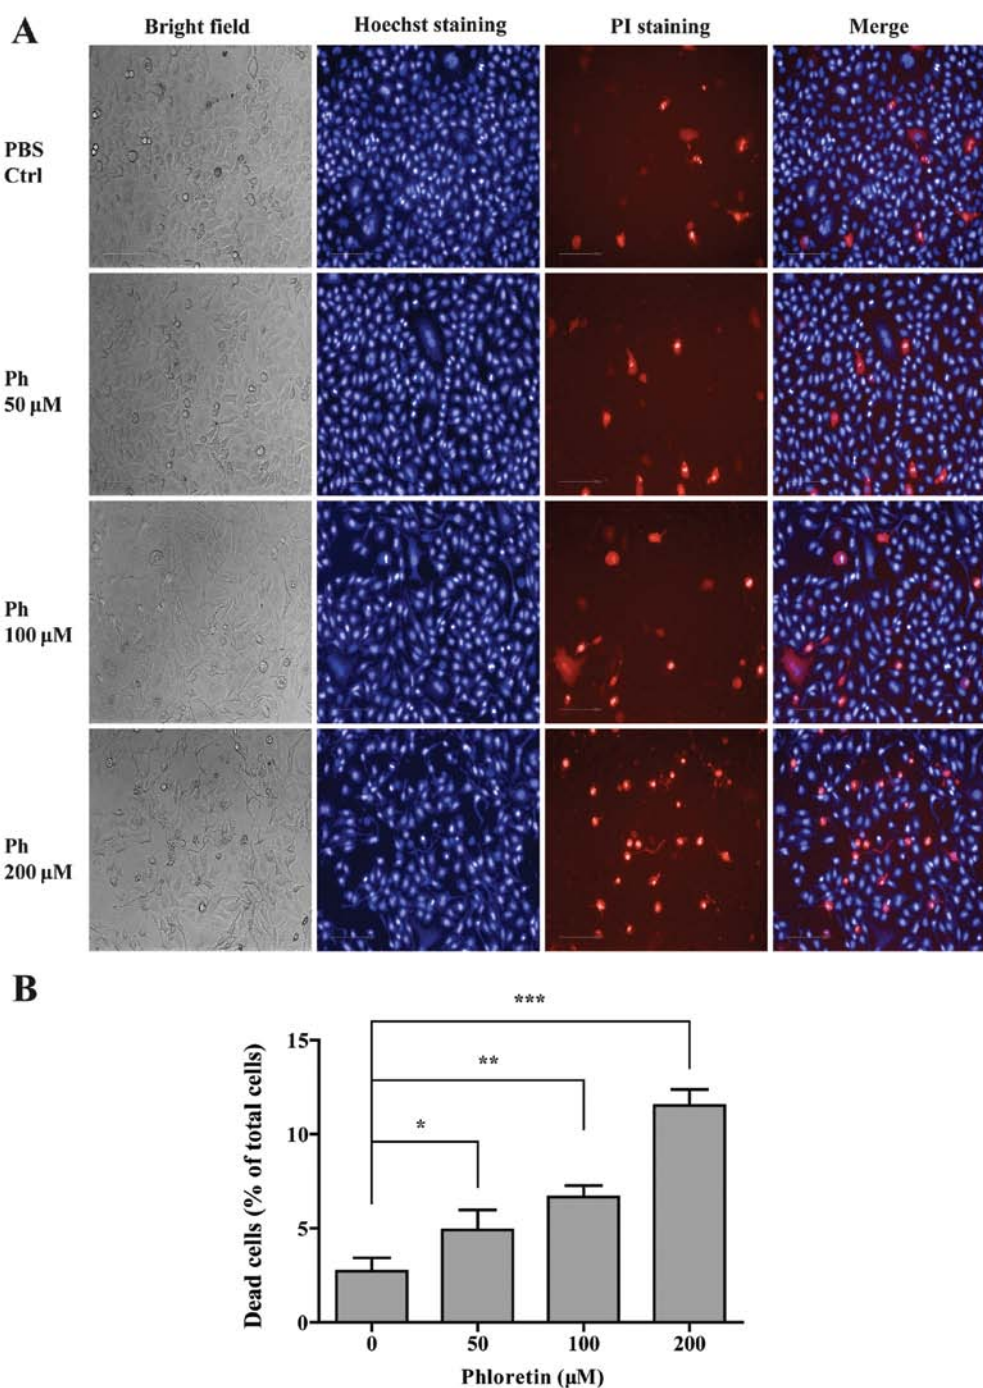 A
Bright field
Hoechst staining
PI staining
Merge
PBS
Ctrl
Ph
50 μM
Ph
100 μM
Ph
200 μM
B
***
**
*
15
10
5
0
Dead cells (% of total cells)
0
50
100
200
Phloretin (μM)